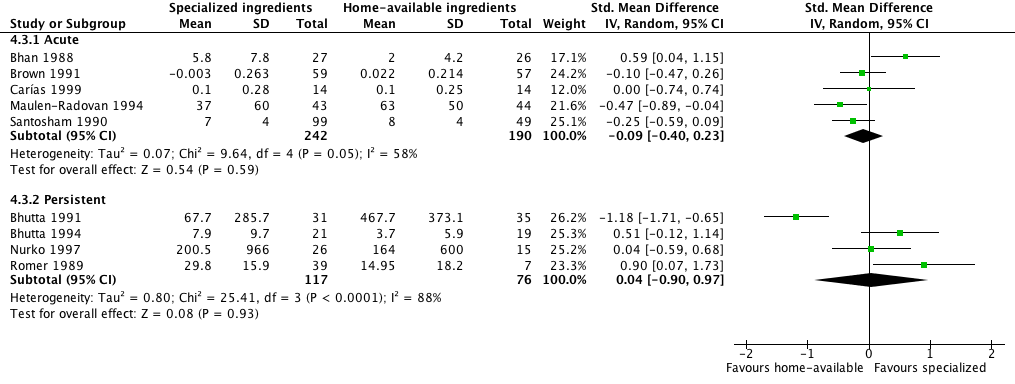 Specialized ingredients Home-available ingredients Std. Mean Difference Std. Mean Difference
Study or Subgroup Mean SD Total Mean SD Total Weight IV, Random, 95% CI IV, Random, 95% CI
4.3.1 Acute
Bhan 1988 5.8 7.8 27 2 4.2 26 17.1% 0.59 [0.04, 1.15]
Brown 1991 −0.003 0.263 59 0.022 0.214 57 24.2% −0.10 [−0.47, 0.26]
Carías 1999 0.1 0.28 14 0.1 0.25 14 12.0% 0.00 [−0.74, 0.74]
Maulen-Radovan 1994 37 60 43 63 50 44 21.6% −0.47 [−0.89, −0.04]
Santosham 1990 7 4 99 8 4 49 25.1% −0.25 [−0.59, 0.09]
Subtotal (95% CI) 242 190 100.0% −0.09 [−0.40, 0.23]
Heterogeneity: Tau² = 0.07; Chi² = 9.64, df = 4 (P = 0.05); I² = 58%
Test for overall effect: Z = 0.54 (P = 0.59)
4.3.2 Persistent
Bhutta 1991 67.7 285.7 31 467.7 373.1 35 26.2% −1.18 [−1.71, −0.65]
Bhutta 1994 7.9 9.7 21 3.7 5.9 19 25.3% 0.51 [−0.12, 1.14]
Nurko 1997 200.5 966 26 164 600 15 25.2% 0.04 [−0.59, 0.68]
Romer 1989 29.8 15.9 39 14.95 18.2 7 23.3% 0.90 [0.07, 1.73]
Subtotal (95% CI) 117 76 100.0% 0.04 [−0.90, 0.97]
Heterogeneity: Tau² = 0.80; Chi² = 25.41, df = 3 (P < 0.0001); I² = 88%
Test for overall effect: Z = 0.08 (P = 0.93)
−2 −1 0 1 2
Favours home-available Favours specialized